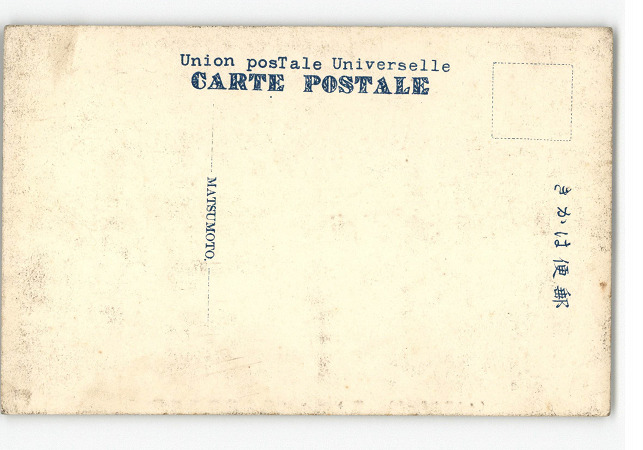 Union posTale Universelle
CARTE POSTALE
MATSUMOTO.
郵便はかき